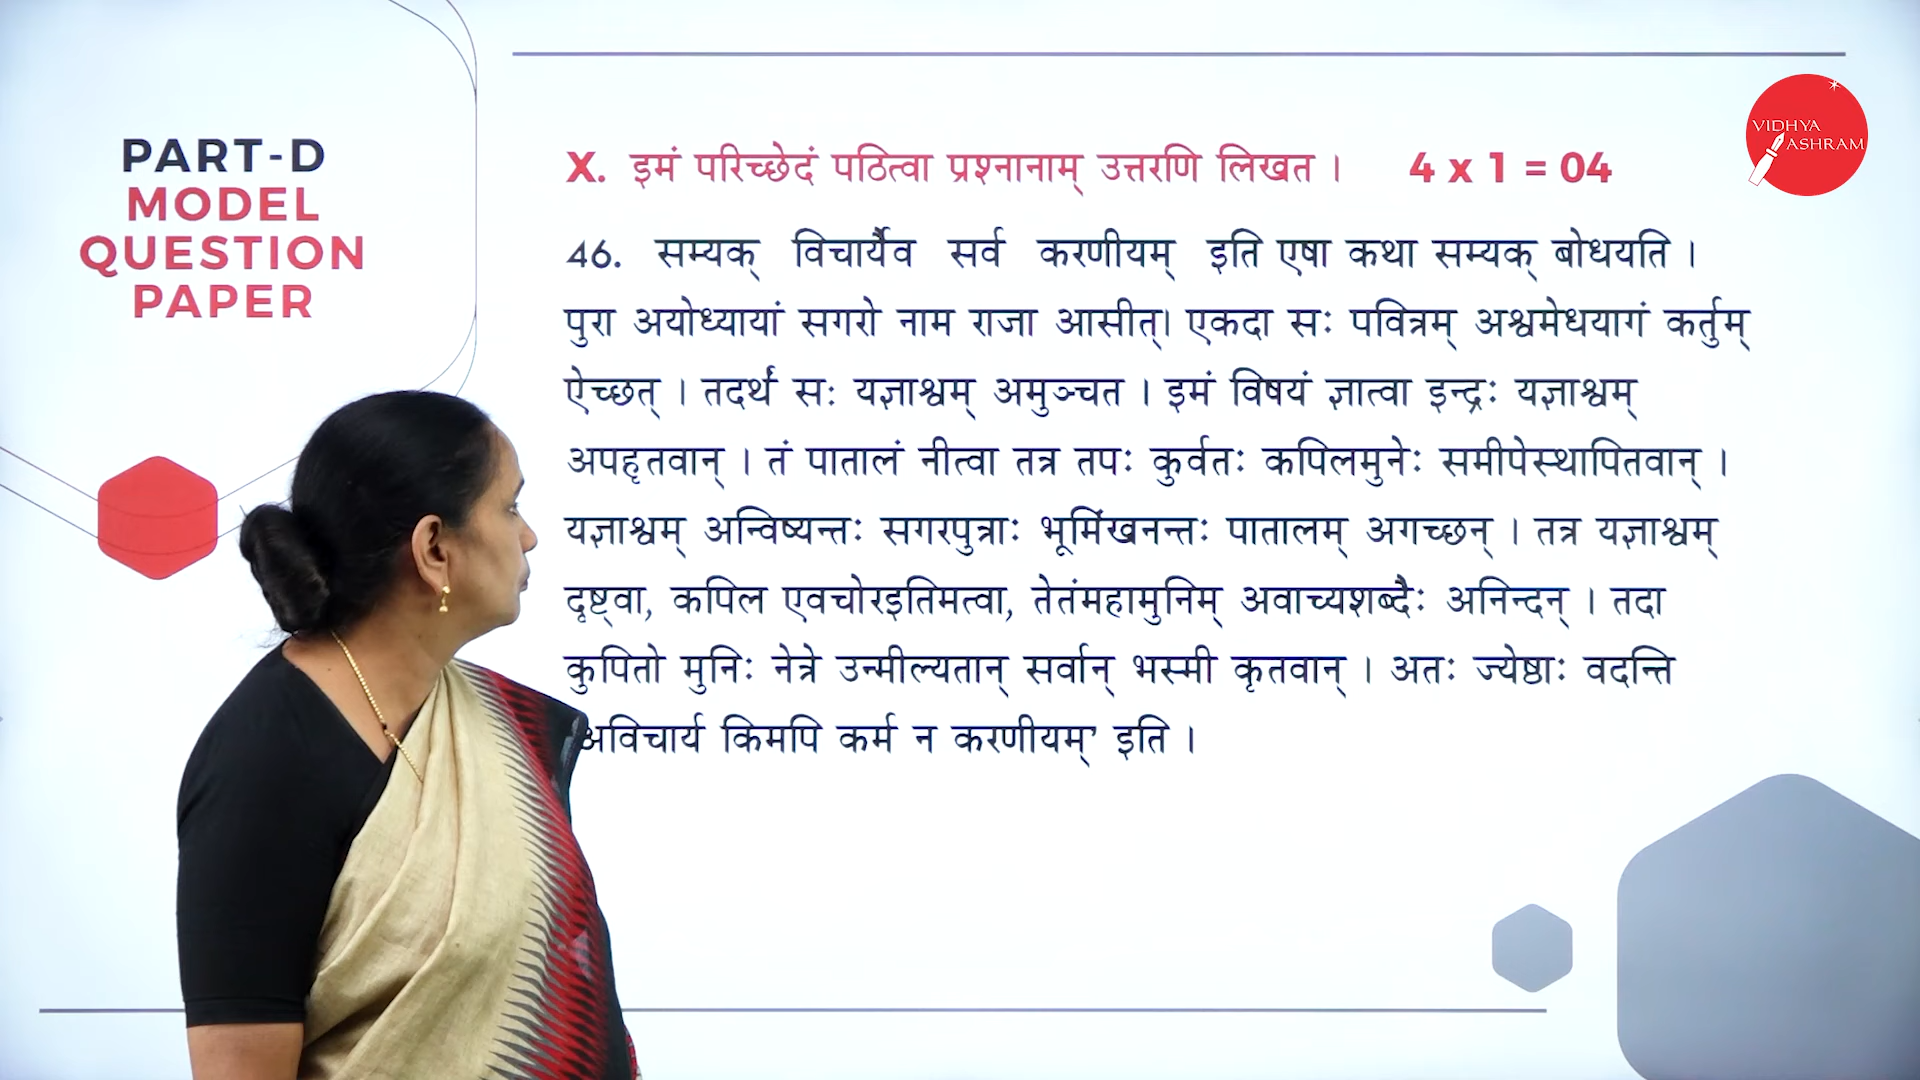 PART-D
MODEL
QUESTION
PAPER
VIDHYA
ASHRAM
X. इमं परिच्छेदं पठित्वा प्रश्नानाम् उत्तरणि लिखत । 4 x 1 = 04
46. सम्यक् विचार्यैव सर्व करणीयम् इति एषा कथा सम्यक् बोधयति ।
पुरा अयोध्यायां सगरो नाम राजा आसीत्। एकदा सः पवित्रम् अश्वमेधयागं कर्तुम्
ऐच्छत् । तदर्थं सः यज्ञाश्वम् अमुञ्चत । इमं विषयं ज्ञात्वा इन्द्रः यज्ञाश्वम्
अपहृतवान् । तं पातालं नीत्वा तत्र तपः कुर्वतः कपिलमुनेः समीपेस्थापितवान् ।
यज्ञाश्वम् अन्विष्यन्तः सगरपुत्राः भूमिंखनन्तः पातालम् अगच्छन् । तत्र यज्ञाश्वम्
दृष्ट्वा, कपिल एवचोरइतिमत्वा, तेतंमहामुनिम् अवाच्यशब्दैः अनिन्दन् । तदा
कुपितो मुनिः नेत्रे उन्मील्यतान् सर्वान् भस्मी कृतवान् । अतः ज्येष्ठाः वदन्ति
अविचार्य किमपि कर्म न करणीयम्’ इति ।